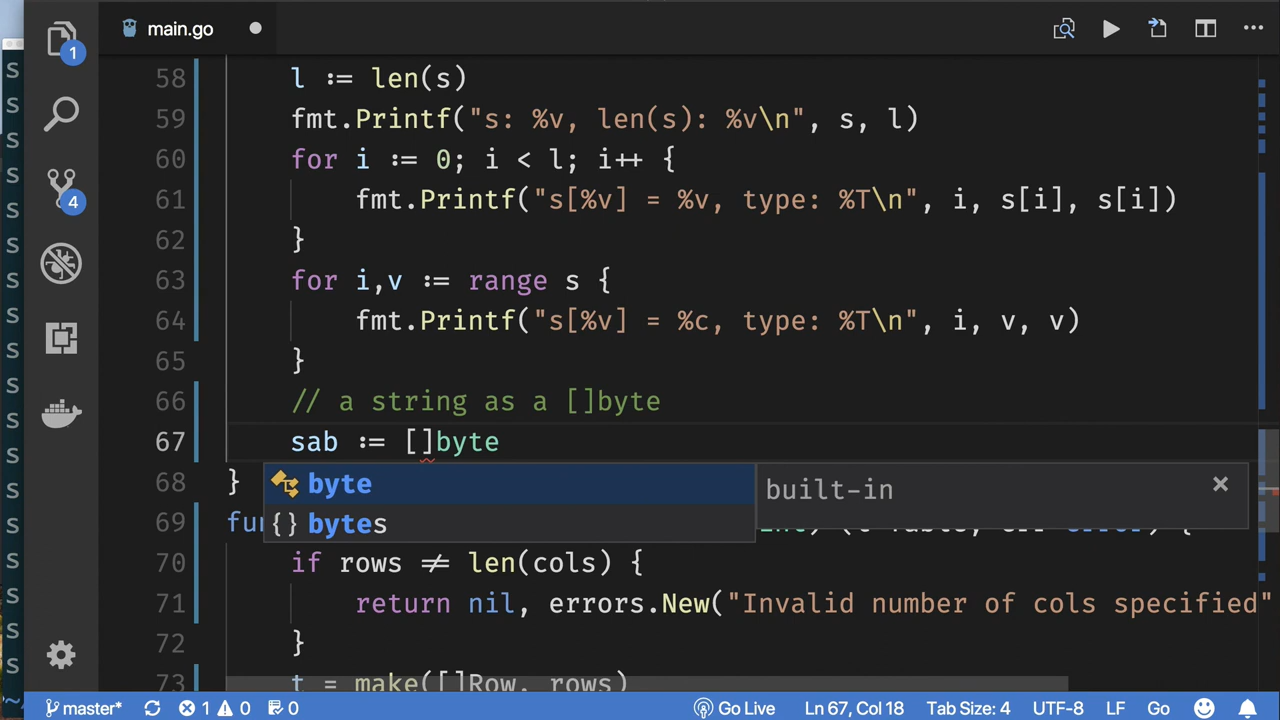 main.go
1
58 l := len(s)
59 fmt.Printf("s: %v, len(s): %v\n", s, l)
60 for i := 0; i < l; i++ {
61 fmt.Printf("s[%v] = %v, type: %T\n", i, s[i], s[i])
62 }
63 for i,v := range s {
64 fmt.Printf("s[%v] = %c, type: %T\n", i, v, v)
65 }
66 // a string as a []byte
67 sab := []byte
4
byte
built-in ×
bytes
68 }
69 fu
70 if rows != len(cols) {
71 return nil, errors.New("Invalid number of cols specified"
72 }
73 t = make([]Row, rows)
master* 1 0 0 Go Live Ln 67, Col 18 Tab Size: 4 UTF-8 LF Go